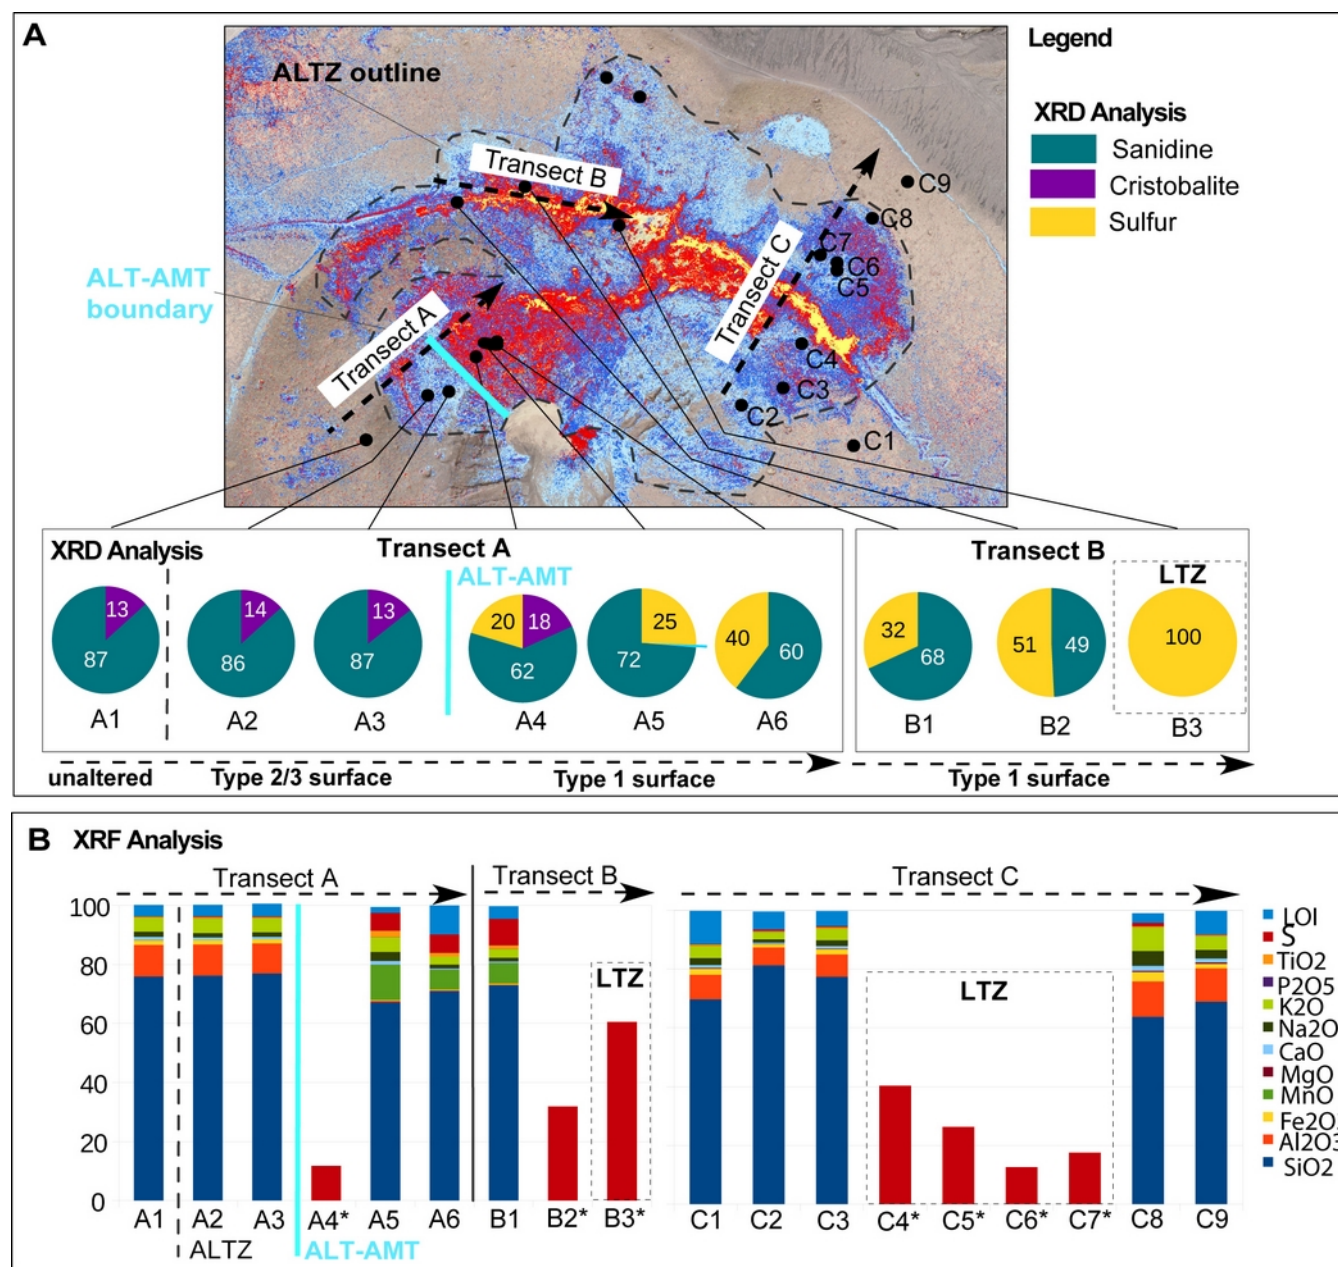 A
ALTZ outline
Transect B
ALT-AMT
boundary
Transect A
Transect C
C9
C8
C7
C6
C5
C4
C3
C2
C1
Legend
XRD Analysis
Sanidine
Cristobalite
Sulfur
XRD Analysis
Transect A
ALT-AMT
13
87
A1
14
86
A2
13
87
A3
20
18
62
A4
25
72
A5
40
60
A6
Transect B
LTZ
32
68
B1
51
49
B2
100
B3
unaltered
Type 2/3 surface
Type 1 surface
Type 1 surface
B XRF Analysis
Transect A
Transect B
Transect C
100
80
60
40
20
0
LTZ
LTZ
A1
A2
A3
A4*
A5
A6
B1
B2*
B3*
C1
C2
C3
C4*
C5*
C6*
C7*
C8
C9
ALTZ
ALT-AMT
LOI
S
TiO2
P2O5
K2O
Na2O
CaO
MgO
MnO
Fe2O
Al2O3
SiO2